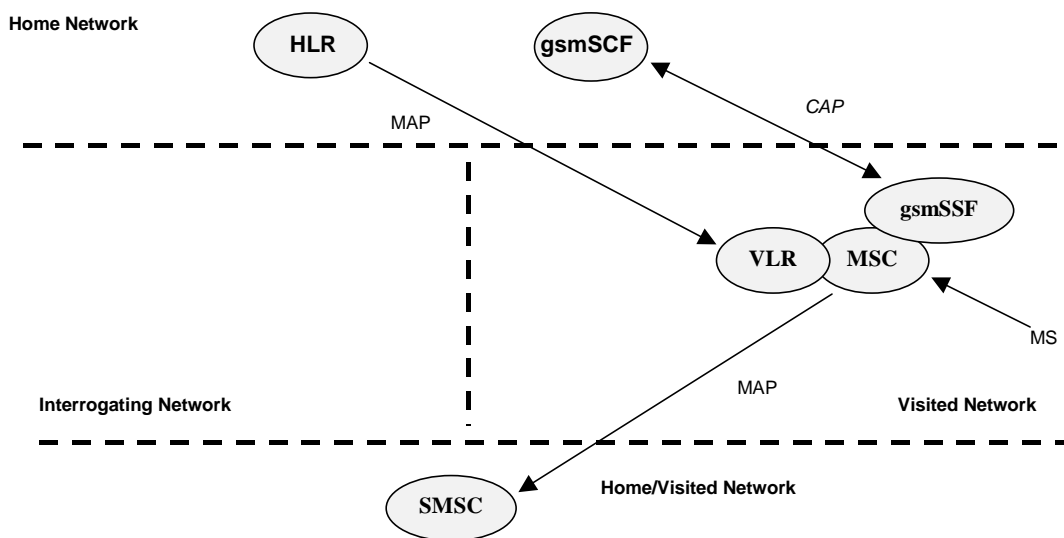 Home Network
HLR
gsmSCF
CAP
MAP
gsmSSF
VLR
MSC
MS
MAP
Interrogating Network
Visited Network
Home/Visited Network
SMSC